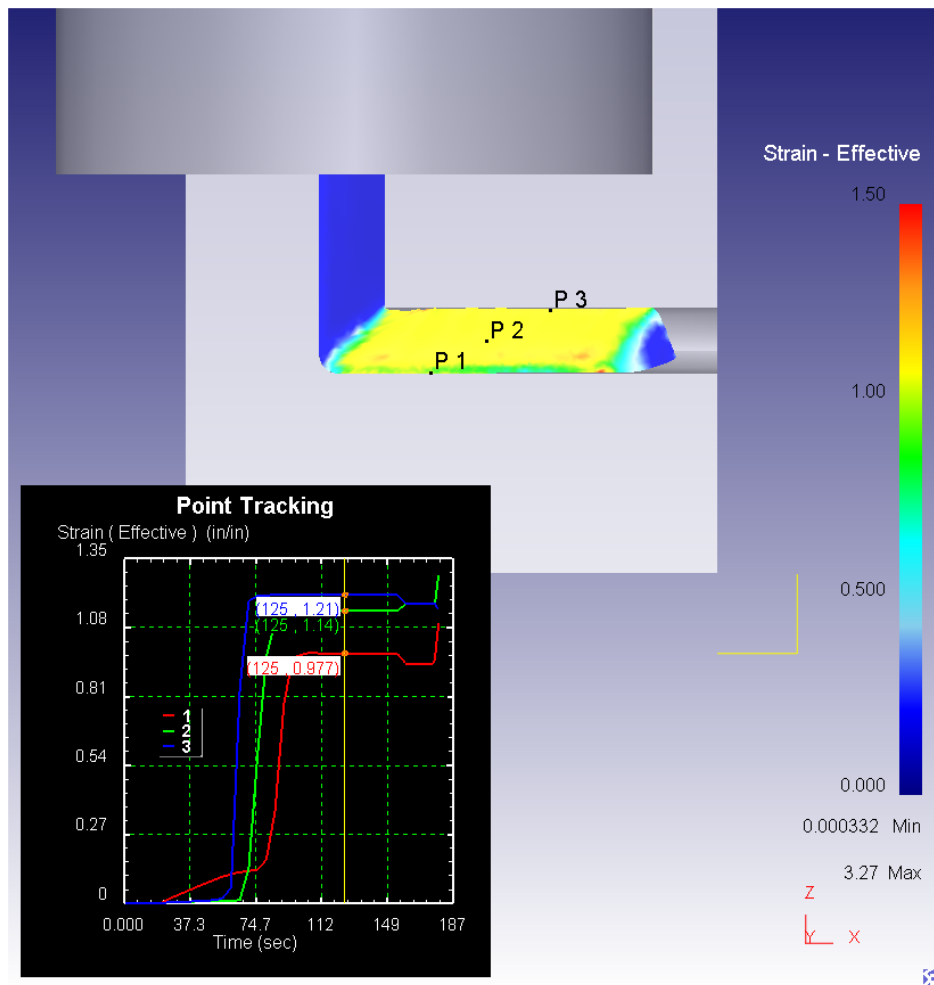 Strain - Effective
1.50
1.00
0.500
0.000
0.000332 Min
3.27 Max
P 3
P 2
P 1
Point Tracking
Strain ( Effective ) (in/in)
1.35
1.08
0.81
0.54
0.27
0
(125 , 1.21)
(125 , 1.14)
(125 , 0.977)
1
2
3
0.000 37.3 74.7 112 149 187
Time (sec)
Z
Y X